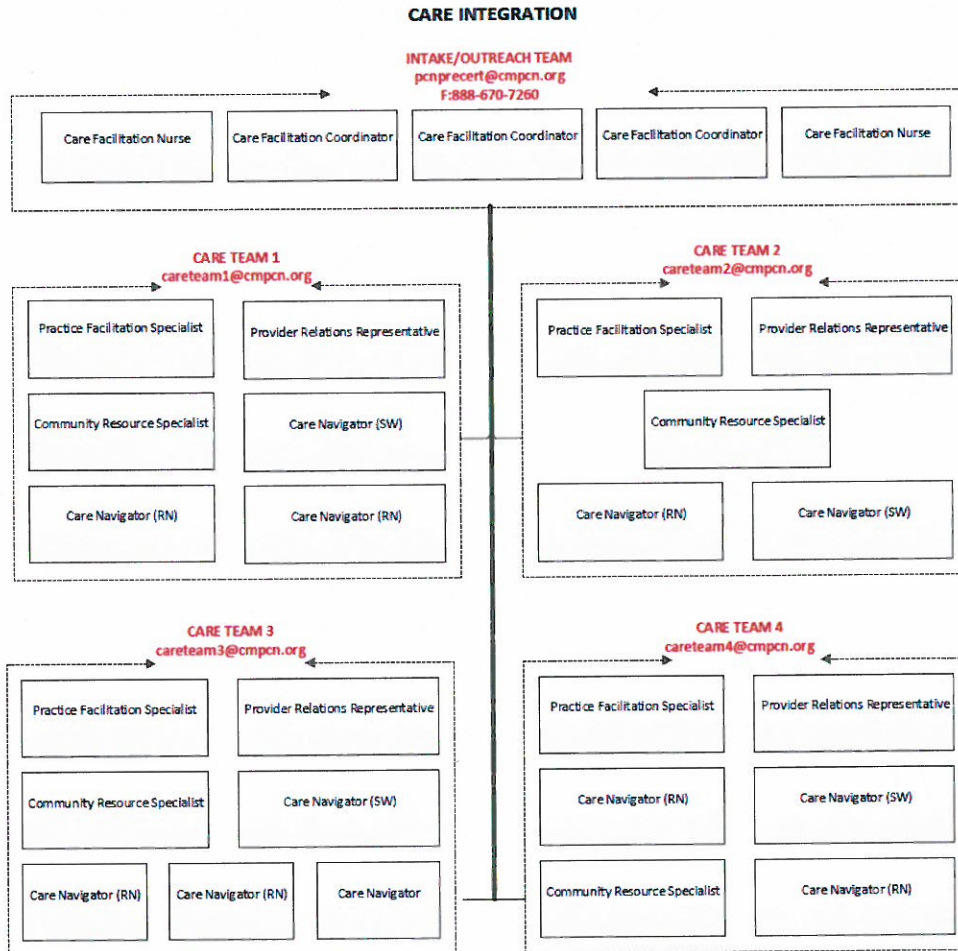 CARE INTEGRATION
INTAKE/OUTREACH TEAM
pcnprecert@cmpcn.org
F:888-670-7260
Care Facilitation Nurse
Care Facilitation Coordinator
Care Facilitation Coordinator
Care Facilitation Coordinator
Care Facilitation Nurse
CARE TEAM 1
careteam1@cmpcn.org
Practice Facilitation Specialist
Provider Relations Representative
Community Resource Specialist
Care Navigator (SW)
Care Navigator (RN)
Care Navigator (RN)
CARE TEAM 2
careteam2@cmpcn.org
Practice Facilitation Specialist
Provider Relations Representative
Community Resource Specialist
Care Navigator (RN)
Care Navigator (SW)
CARE TEAM 3
careteam3@cmpcn.org
Practice Facilitation Specialist
Provider Relations Representative
Community Resource Specialist
Care Navigator (SW)
Care Navigator (RN)
Care Navigator (RN)
Care Navigator
CARE TEAM 4
careteam4@cmpcn.org
Practice Facilitation Specialist
Provider Relations Representative
Care Navigator (RN)
Care Navigator (SW)
Community Resource Specialist
Care Navigator (RN)